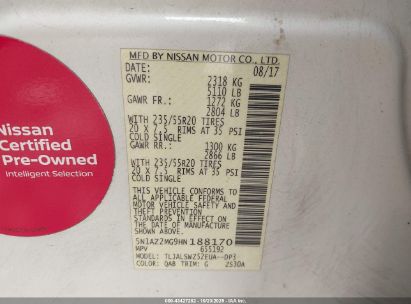 Nissan
Certified
Pre-Owned
Intelligent Selection
MFD BY NISSAN MOTOR CO., LTD.
DATE: 08/17
GVWR: 2318 KG
5110 LB
GAWR FR.: 1272 KG
2804 LB
WITH 235/55R20 TIRES
20 X 7.5 RIMS AT 35 PSI
COLD SINGLE
GAWR RR.: 1300 KG
2866 LB
WITH 235/55R20 TIRES
20 X 7.5 RIMS AT 35 PSI
COLD SINGLE
THIS VEHICLE CONFORMS TO ALL
APPLICABLE FEDERAL MOTOR VEHICLE
SAFETY, BUMPER, AND
THEFT PREVENTION STANDARDS IN
EFFECT ON THE DATE OF
MANUFACTURE SHOWN ABOVE.
5N1AZ2MG9HN188170
MPV 655192
MODEL: TLJALSWZ52EUA--DP3
COLOR: QAB TRIM: G 2530A